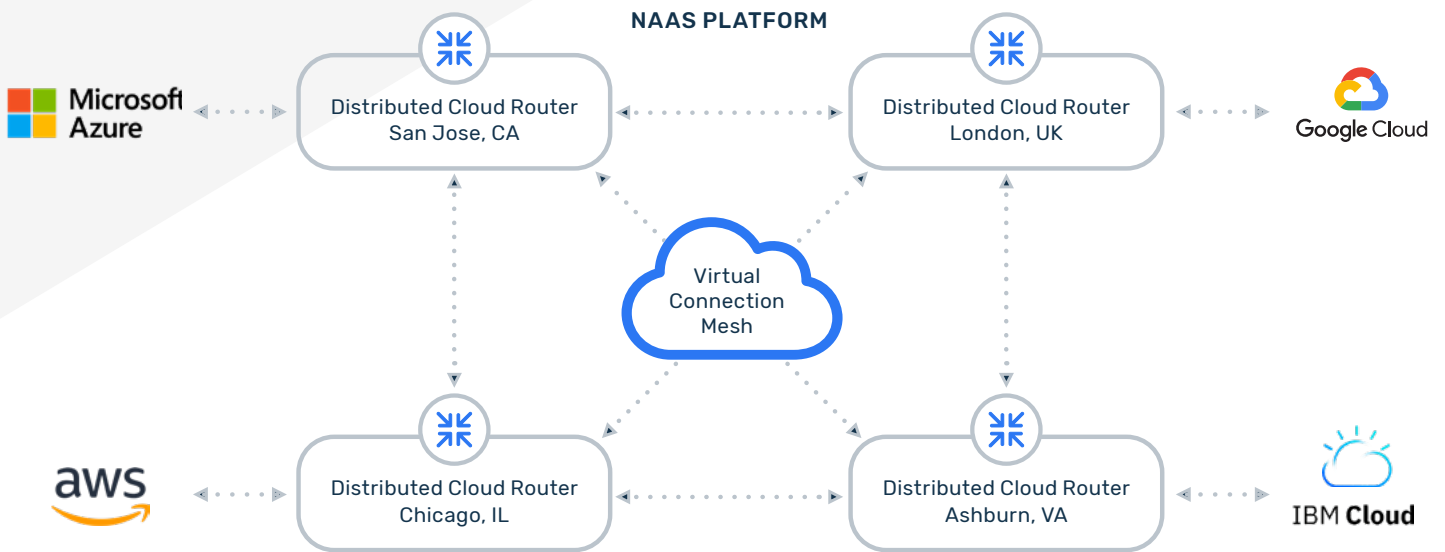 NAAS PLATFORM
Microsoft
Azure
Distributed Cloud Router
San Jose, CA
Distributed Cloud Router
London, UK
Google Cloud
Virtual
Connection
Mesh
aws
Distributed Cloud Router
Chicago, IL
Distributed Cloud Router
Ashburn, VA
IBM Cloud